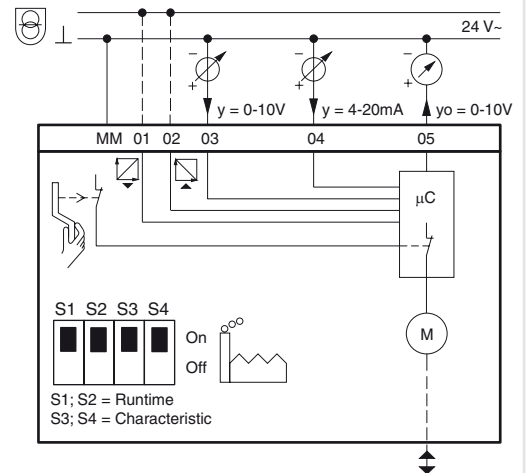 24 V~
y = 0-10V y = 4-20mA yo = 0-10V
MM 01 02 03 04 05
µC
M
S1 S2 S3 S4
On
Off
S1; S2 = Runtime
S3; S4 = Characteristic